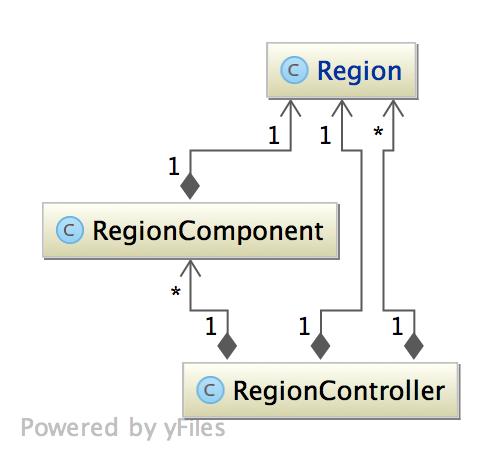 C Region
1 1 *
1
C RegionComponent
*
1 1 1
C RegionController
Powered by yFiles